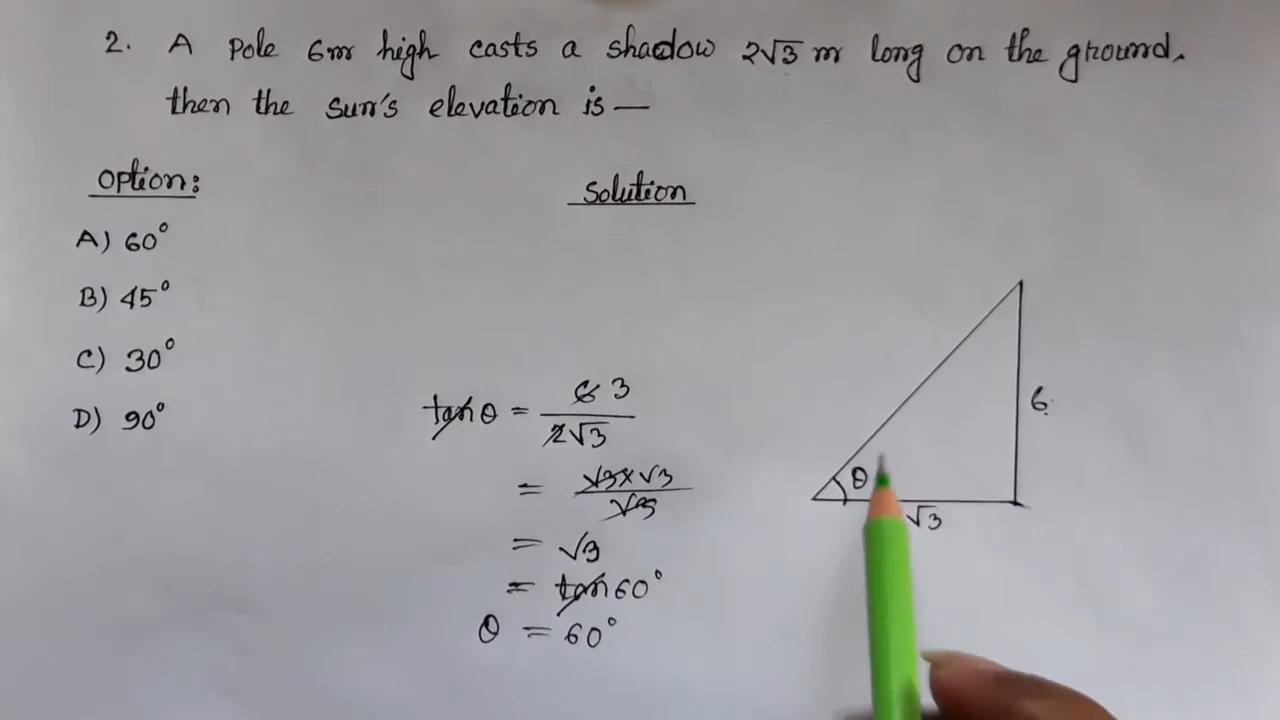 2. A pole 6m high casts a shadow 2√3 m long on the ground,
then the sun's elevation is —
Option:
Solution
A) 60°
B) 45°
C) 30°
D) 90°
tanθ = 6 3 / 2√3
= √3×√3 / √3
= √3
= tan60°
θ = 60°
6
θ
√3